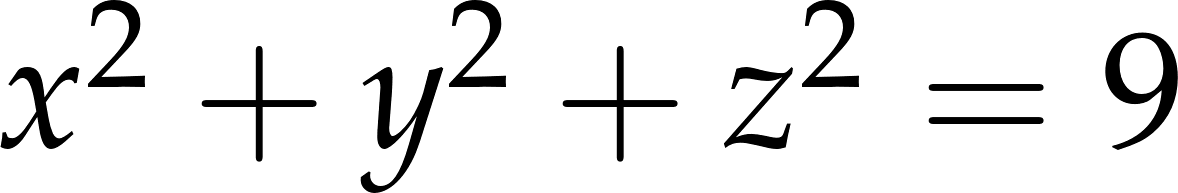 x² + y² + z² = 9